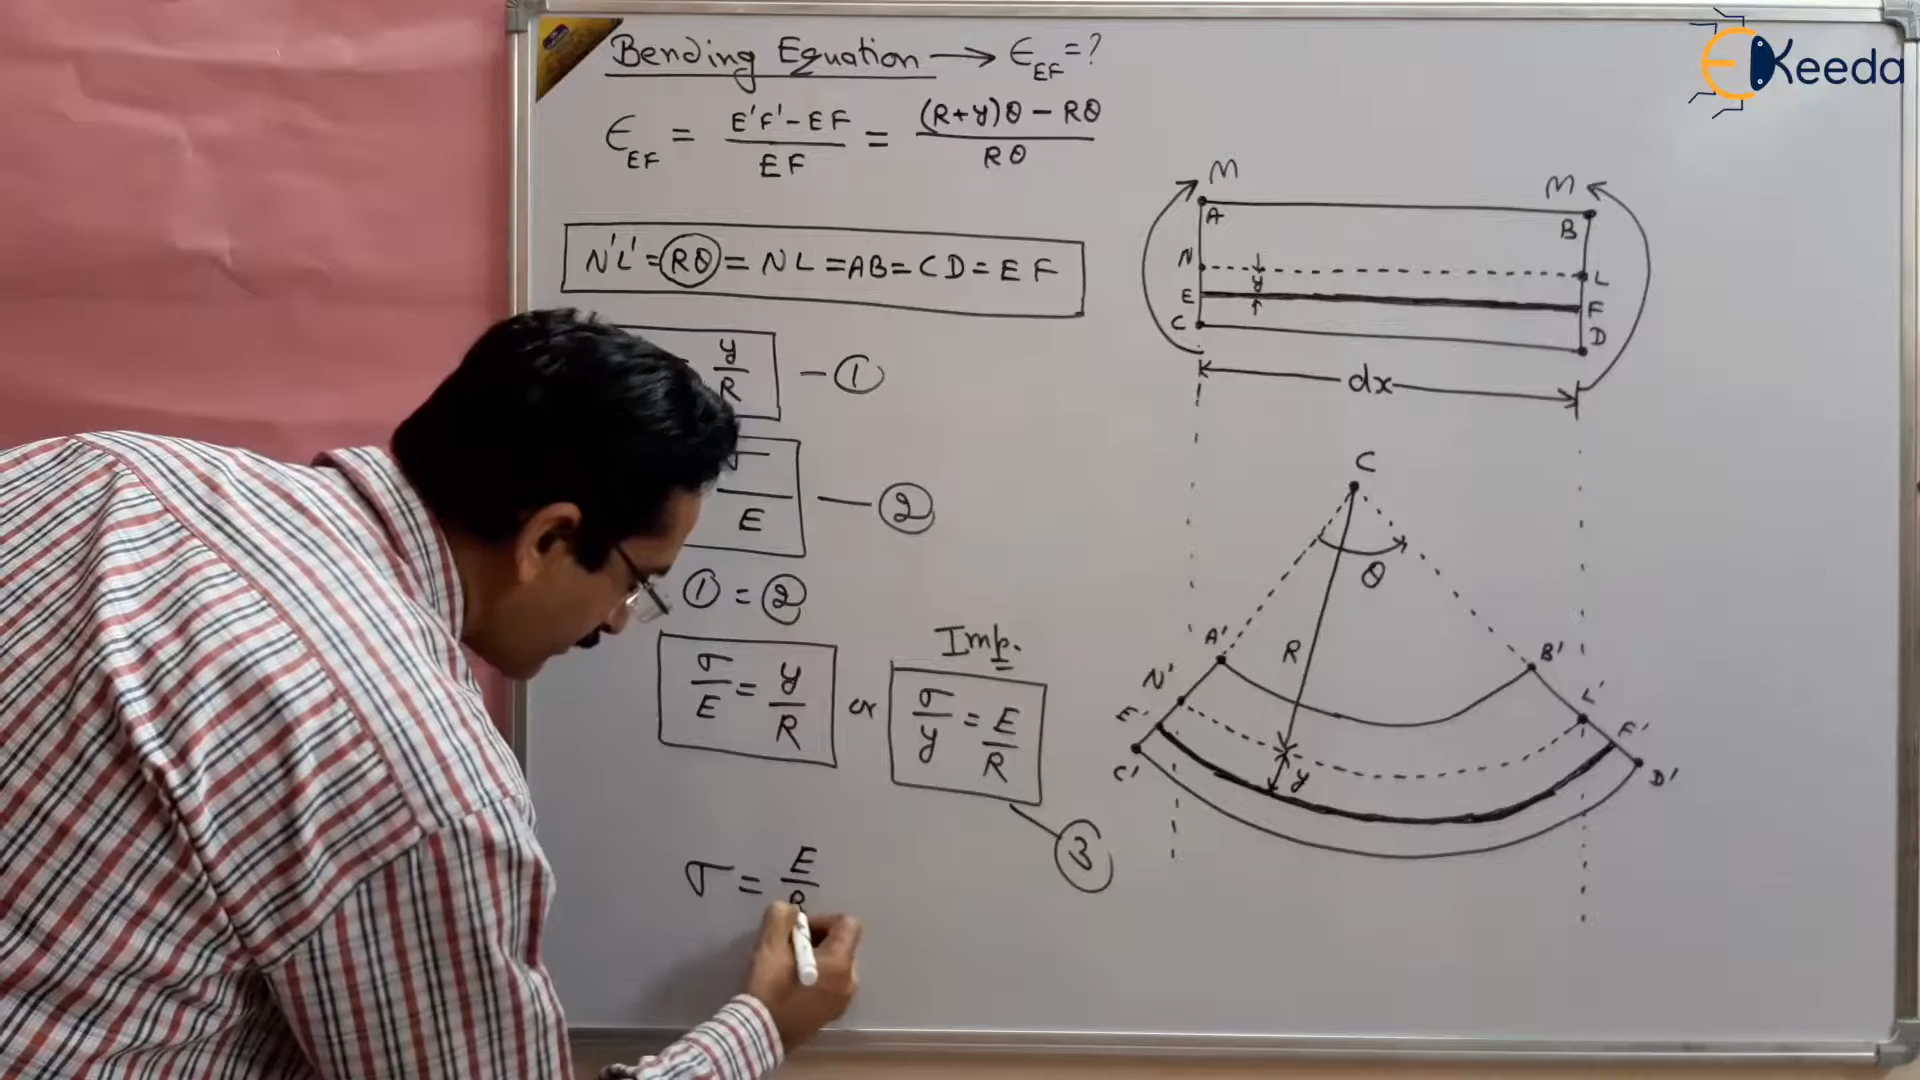 Bending Equation → ϵ_EF = ?
ϵ_EF = (E'F' - EF)/(EF) = ((R+y)θ - Rθ)/(Rθ)
N'L' = Rθ = NL = AB = CD = EF
y/R - ①
σ/E — ②
① = ②
σ/E = y/R or σ/y = E/R
Imp.
③
σ = E/R
M M
A B
N L
y
E F
C D
dx
C
θ
R
A' B'
N' L'
E' F'
C' D'
y
EKeeda